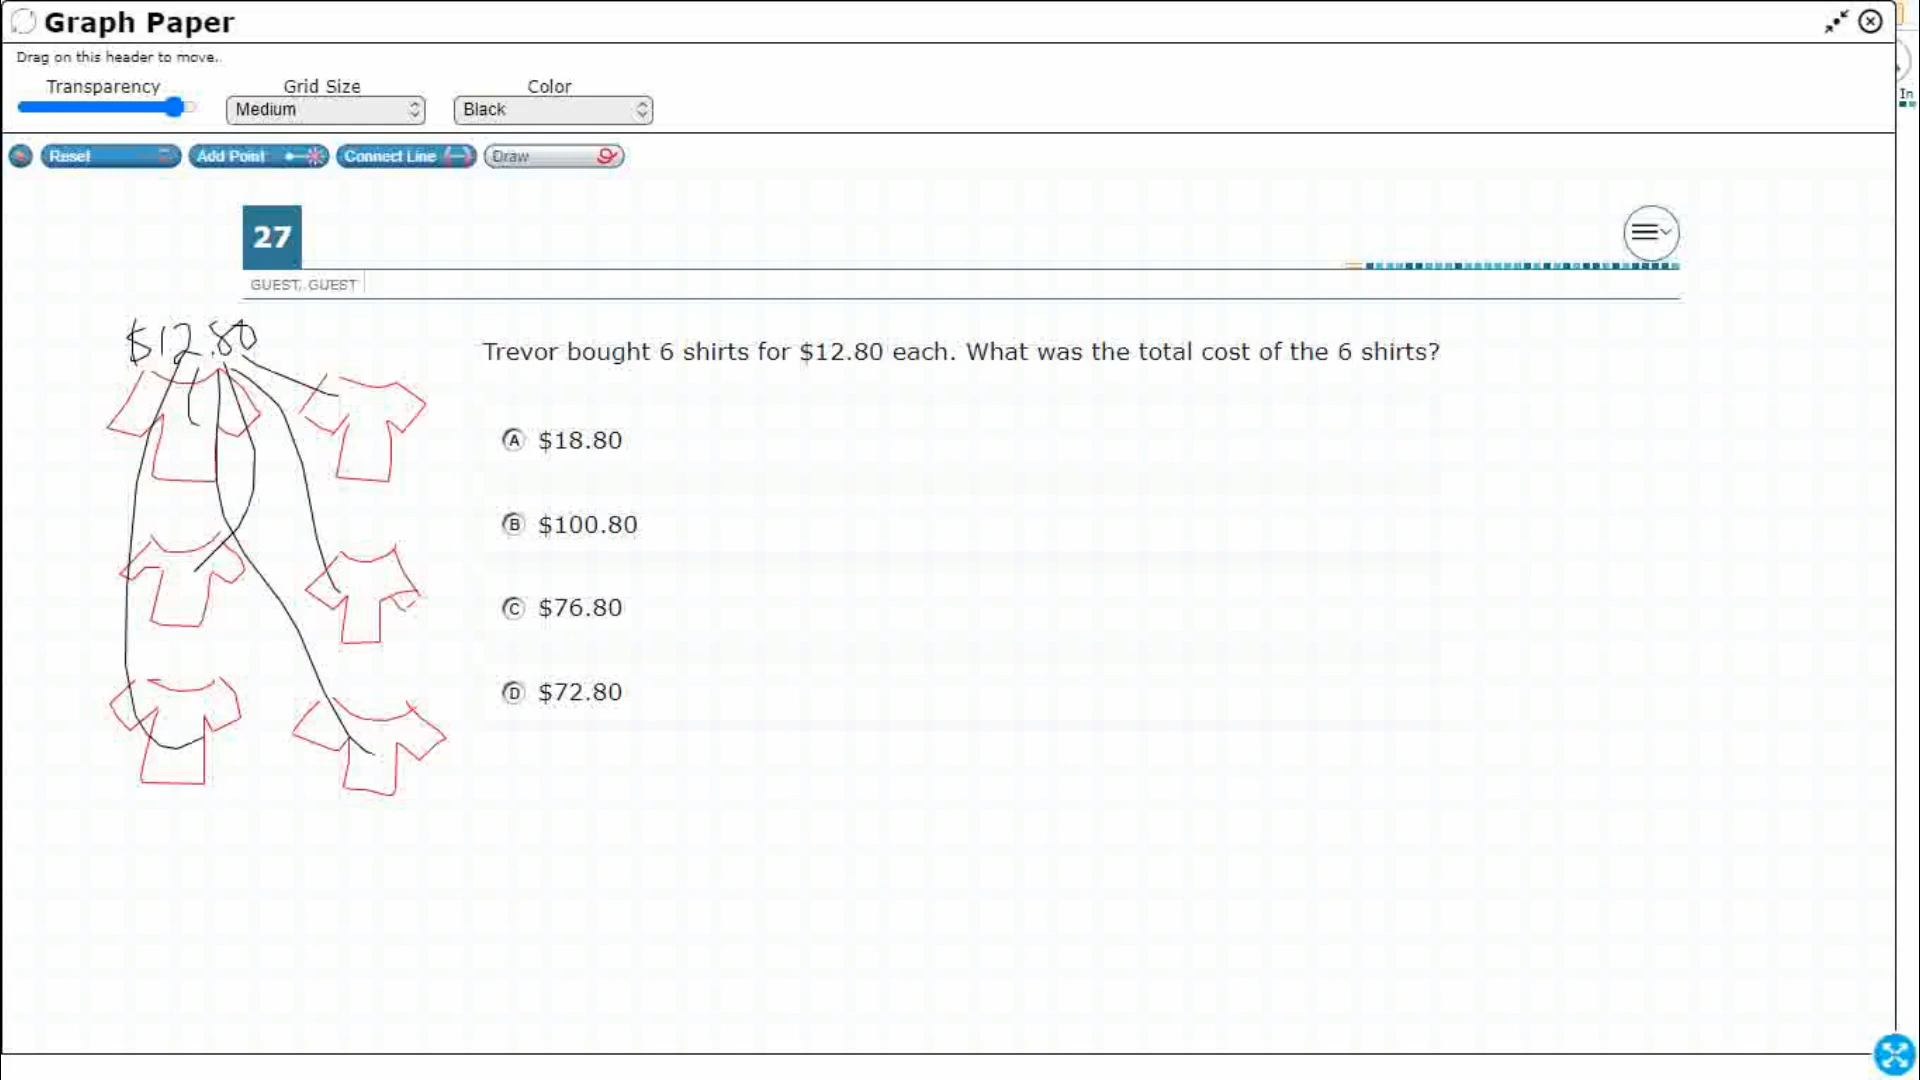 Graph Paper
Drag on this header to move..
Transparency
Grid Size
Color
Medium
Black
Reset
Add Point
Connect Line
Draw
In
27
GUEST, GUEST
$12.80
Trevor bought 6 shirts for $12.80 each. What was the total cost of the 6 shirts?
A $18.80
B $100.80
C $76.80
D $72.80